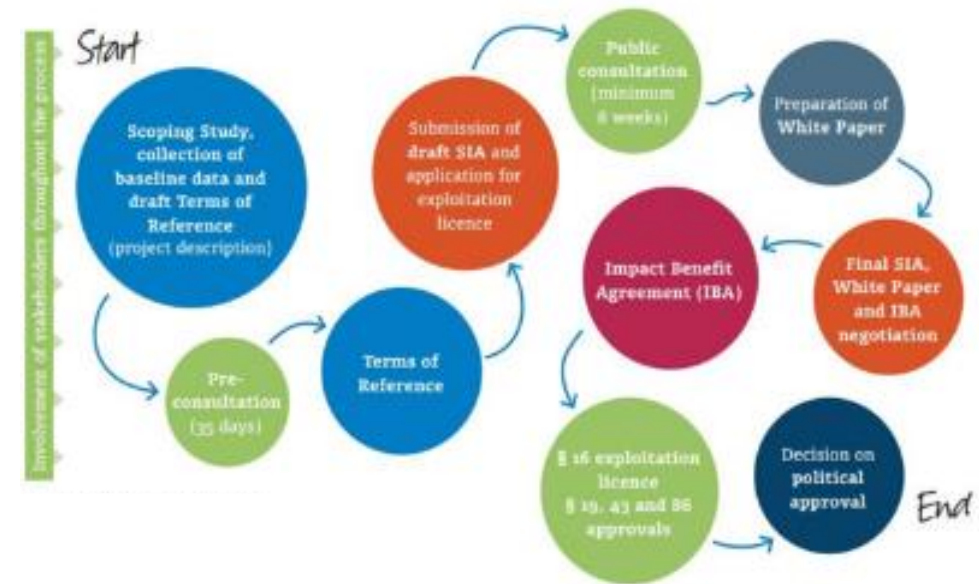 Involvement of stakeholders throughout the process
Start
Scoping Study,
collection of
baseline data and
draft Terms of
Reference
(project description)
Pre-
consultation
(35 days)
Terms of
Reference
Submission of
draft SIA and
application for
exploitation
licence
Public
consultation
(minimum
8 weeks)
Preparation of
White Paper
Final SIA,
White Paper
and IBA
negotiation
Impact Benefit
Agreement (IBA)
§ 16 exploitation
licence
§ 19, 43 and 86
approvals
Decision on
political
approval
End